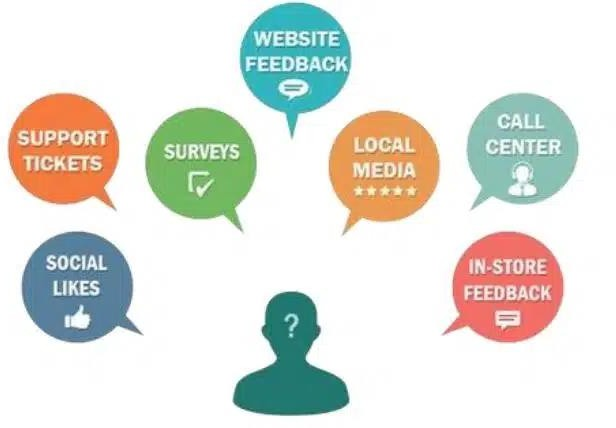 WEBSITE
FEEDBACK
SUPPORT
TICKETS
SURVEYS
LOCAL
MEDIA
CALL
CENTER
SOCIAL
LIKES
IN-STORE
FEEDBACK
?